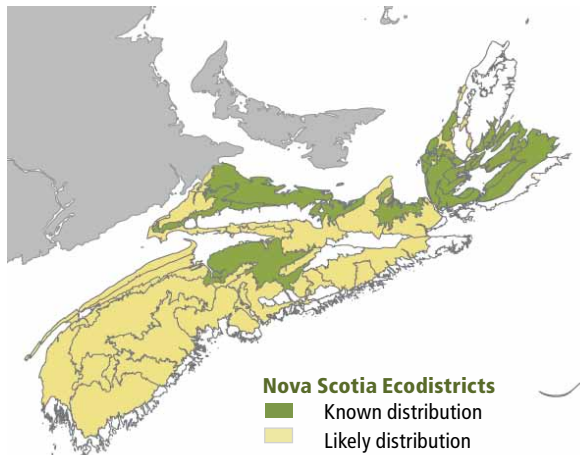 Nova Scotia Ecodistricts
Known distribution
Likely distribution